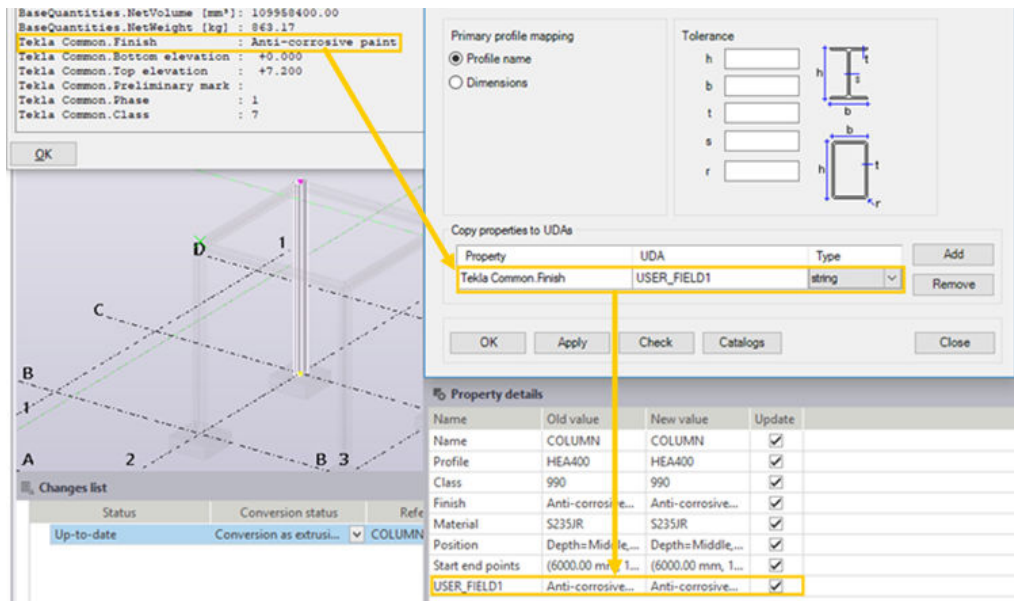 BaseQuantities.NetVolume [mm³]: 109958400.00
BaseQuantities.NetWeight [kg] : 863.17
Tekla Common.Finish : Anti-corrosive paint
Tekla Common.Bottom elevation : +0.000
Tekla Common.Top elevation : +7.200
Tekla Common.Preliminary mark :
Tekla Common.Phase : 1
Tekla Common.Class : 7
OK
Primary profile mapping
Profile name
Dimensions
Tolerance
h
b
t
s
r
h t
s
b
b
h t
r
Copy properties to UDAs
Property UDA Type
Tekla Common.Finish USER_FIELD1 string
Add
Remove
OK Apply Check Catalogs Close
D 1
C
B
1
A 2 B 3
Changes list
Status Conversion status Refe
Up-to-date Conversion as extrusi... COLUMN
Property details
Name Old value New value Update
Name COLUMN COLUMN
Profile HEA400 HEA400
Class 990 990
Finish Anti-corrosive... Anti-corrosive...
Material S235JR S235JR
Position Depth=Middle,... Depth=Middle,...
Start end points (6000.00 mm, 1... (6000.00 mm, 1...
USER_FIELD1 Anti-corrosive... Anti-corrosive...